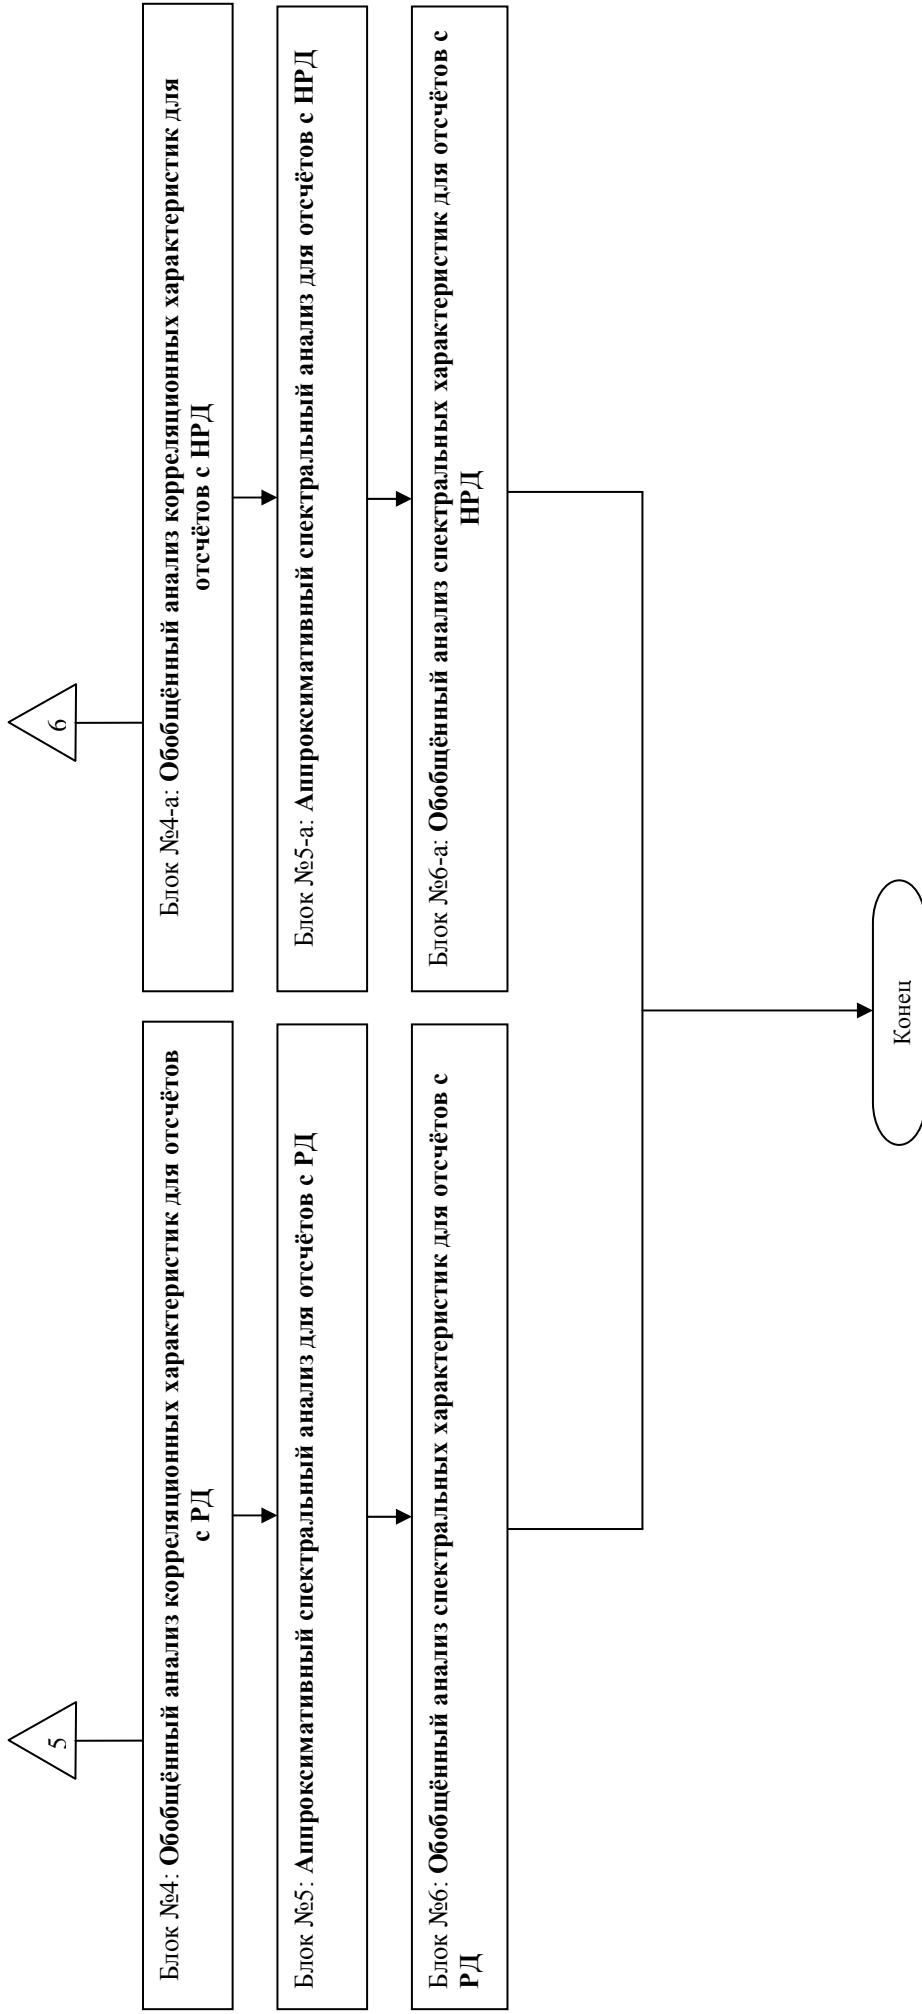 5
Блок №4: Обобщённый анализ корреляционных характеристик для отсчётов
с РД
Блок №5: Аппроксимативный спектральный анализ для отсчётов с РД
Блок №6: Обобщённый анализ спектральных характеристик для отсчётов с
РД
6
Блок №4-а: Обобщённый анализ корреляционных характеристик для
отсчётов с НРД
Блок №5-а: Аппроксимативный спектральный анализ для отсчётов с НРД
Блок №6-а: Обобщённый анализ спектральных характеристик для отсчётов с
НРД
Конец